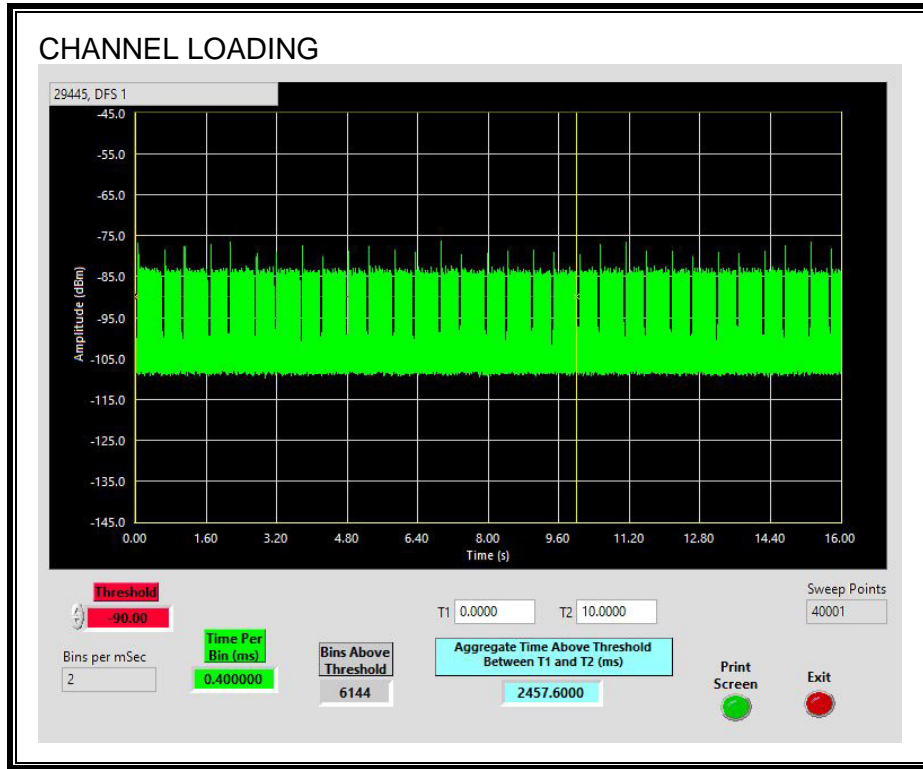 CHANNEL LOADING
29445, DFS 1
-45.0
-55.0
-65.0
-75.0
-85.0
-95.0
-105.0
-115.0
-125.0
-135.0
-145.0
Amplitude (dBm)
0.00 1.60 3.20 4.80 6.40 8.00 9.60 11.20 12.80 14.40 16.00
Time (s)
Threshold
-90.00
Bins per mSec
2
Time Per
Bin (ms)
0.400000
Bins Above
Threshold
6144
T1 0.0000 T2 10.0000
Aggregate Time Above Threshold
Between T1 and T2 (ms)
2457.6000
Sweep Points
40001
Print
Screen
Exit